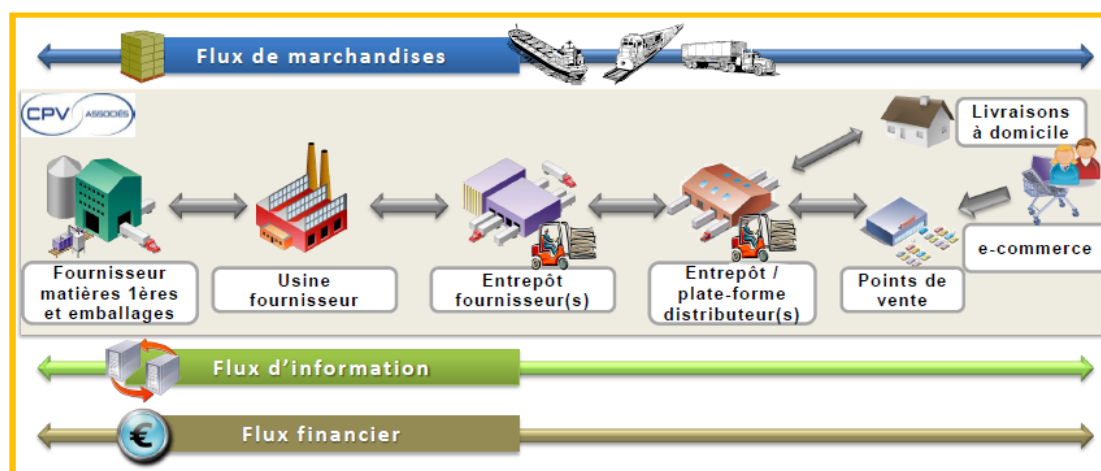 Flux de marchandises
CPV ASSOCIÉS
Livraisons
à domicile
e-commerce
Fournisseur
matières 1ères
et emballages
Usine
fournisseur
Entrepôt
fournisseur(s)
Entrepôt /
plate-forme
distributeur(s)
Points de
vente
Flux d'information
€
Flux financier